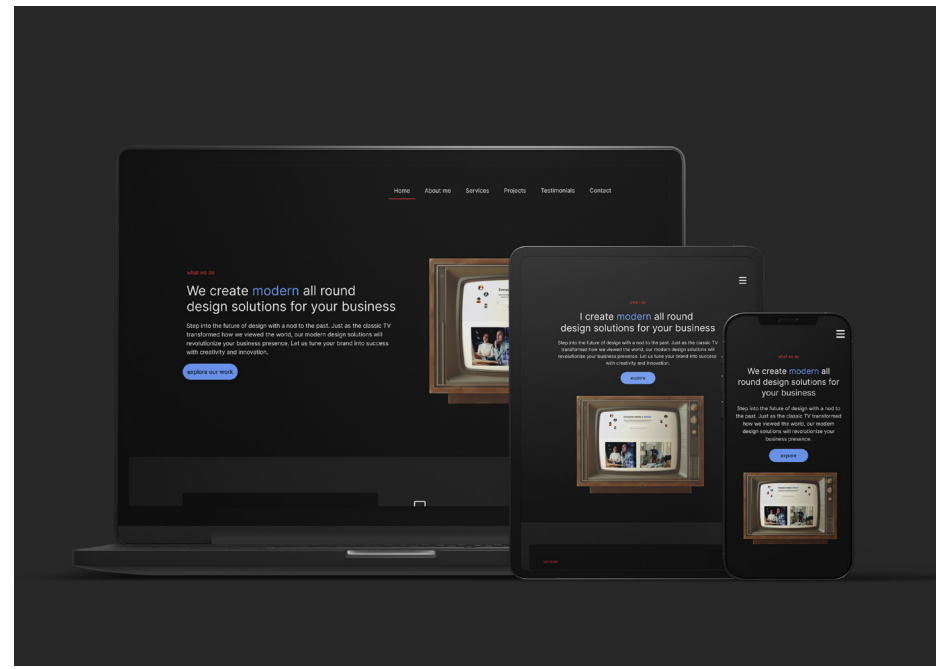 Home About me Services Projects Testimonials Contact
what we do
We create modern all round
design solutions for your business
Step into the future of design with a nod to the past. Just as the classic TV
transformed how we viewed the world, our modern design solutions will
revolutionize your business presence. Let us tune your brand into success
with creativity and innovation.
explore our work
I create modern all round
design solutions for your business
Step into the future of design with a nod to the past. Just as the classic TV
transformed how we viewed the world, our modern design solutions will
revolutionize your business presence. Let us tune your brand into success
with creativity and innovation.
explore
what we do
We create modern all
round design solutions for
your business
Step into the future of design with a nod to
the past. Just as the classic TV transformed
how we viewed the world, our modern
design solutions will revolutionize your
business presence.
explore